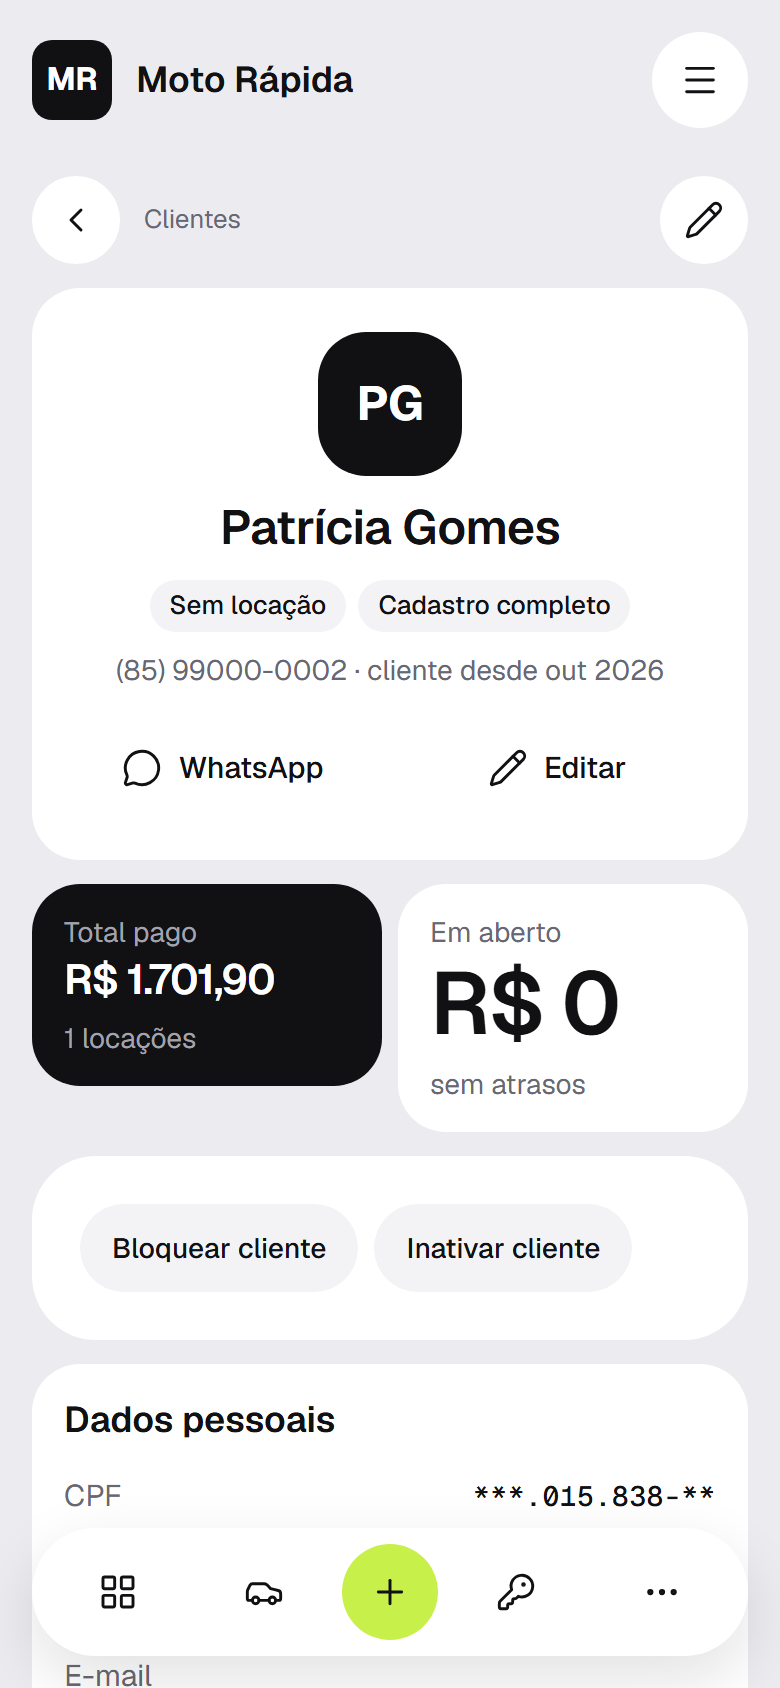 MR Moto Rápida
Clientes
PG
Patrícia Gomes
Sem locação Cadastro completo
(85) 99000-0002 · cliente desde out 2026
WhatsApp Editar
Total pago
R$ 1.701,90
1 locações
Em aberto
R$ 0
sem atrasos
Bloquear cliente Inativar cliente
Dados pessoais
CPF ***.015.838-**
E-mail